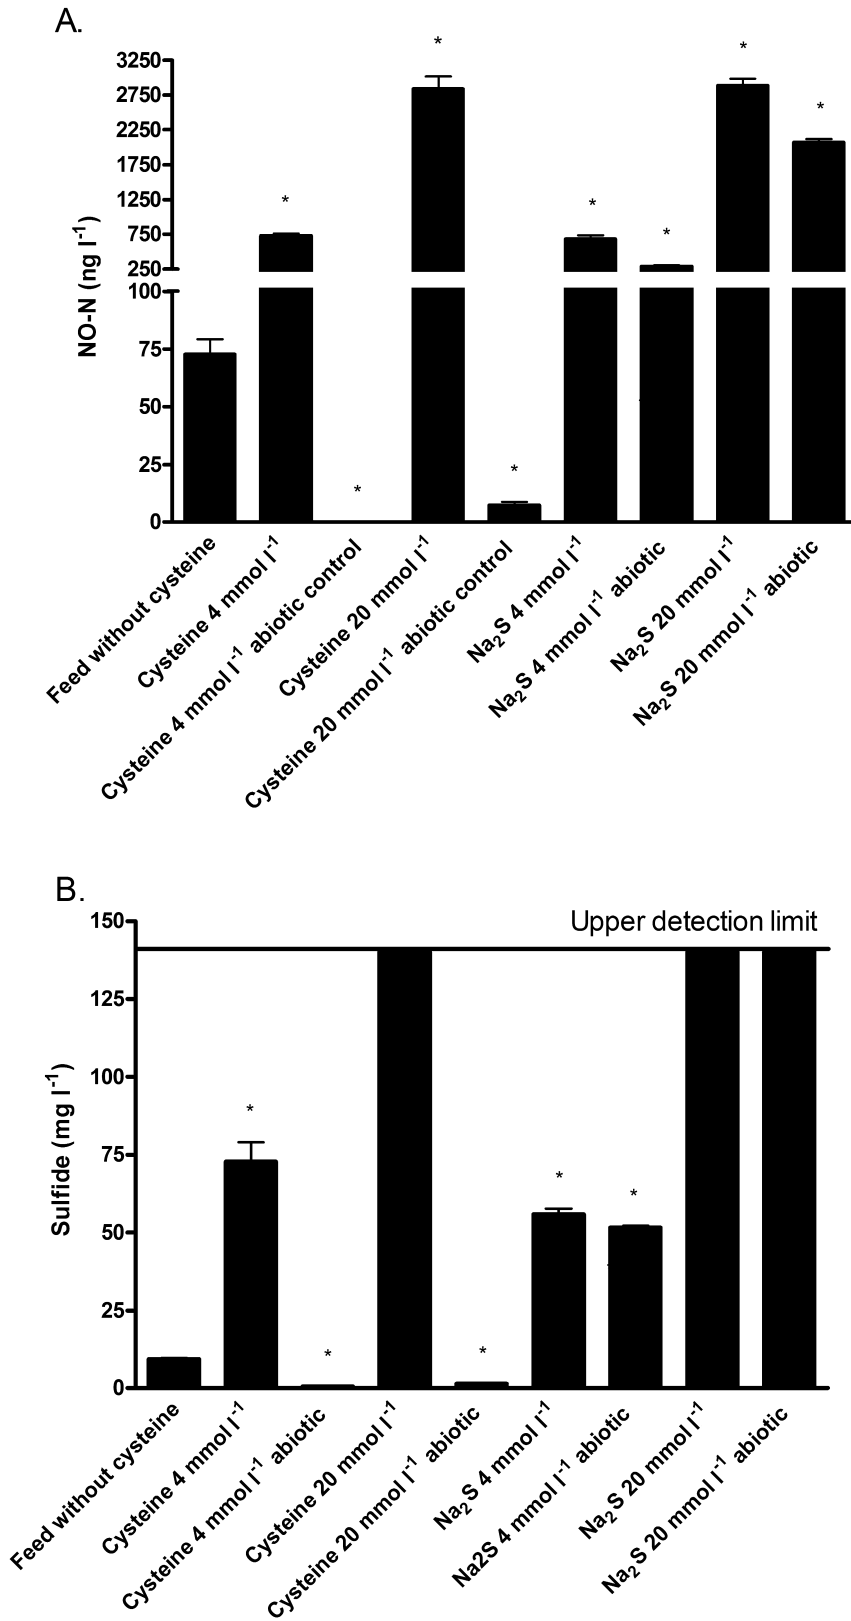 A.
3250
2750
2250
1750
1250
750
250
100
75
50
25
0
NO-N (ng l⁻¹)
*
*
*
*
*
*
*
*
Feed without cysteine
Cysteine 4 mmol l⁻¹
Cysteine 4 mmol l⁻¹ abiotic control
Cysteine 20 mmol l⁻¹
Cysteine 20 mmol l⁻¹ abiotic control
Na₂S 4 mmol l⁻¹
Na₂S 4 mmol l⁻¹ abiotic
Na₂S 20 mmol l⁻¹
Na₂S 20 mmol l⁻¹ abiotic
B.
Upper detection limit
150
125
100
75
50
25
0
Sulfide (mg l⁻¹)
*
*
*
*
*
Feed without cysteine
Cysteine 4 mmol l⁻¹
Cysteine 4 mmol l⁻¹ abiotic
Cysteine 20 mmol l⁻¹
Cysteine 20 mmol l⁻¹ abiotic
Na₂S 4 mmol l⁻¹
Na2S 4 mmol l⁻¹ abiotic
Na₂S 20 mmol l⁻¹
Na₂S 20 mmol l⁻¹ abiotic